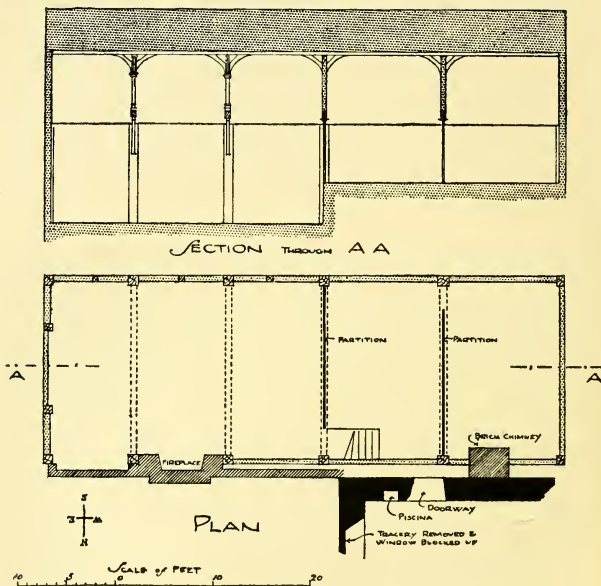 SECTION THROUGH A A
PARTITION
PARTITION
A
A
BRICK CHIMNEY
FIREPLACE
S
E W
N
PLAN
PISCINA
DOORWAY
TRACERY REMOVED &
WINDOW BLOCKED UP
SCALE OF FEET
10 5 0 10 20